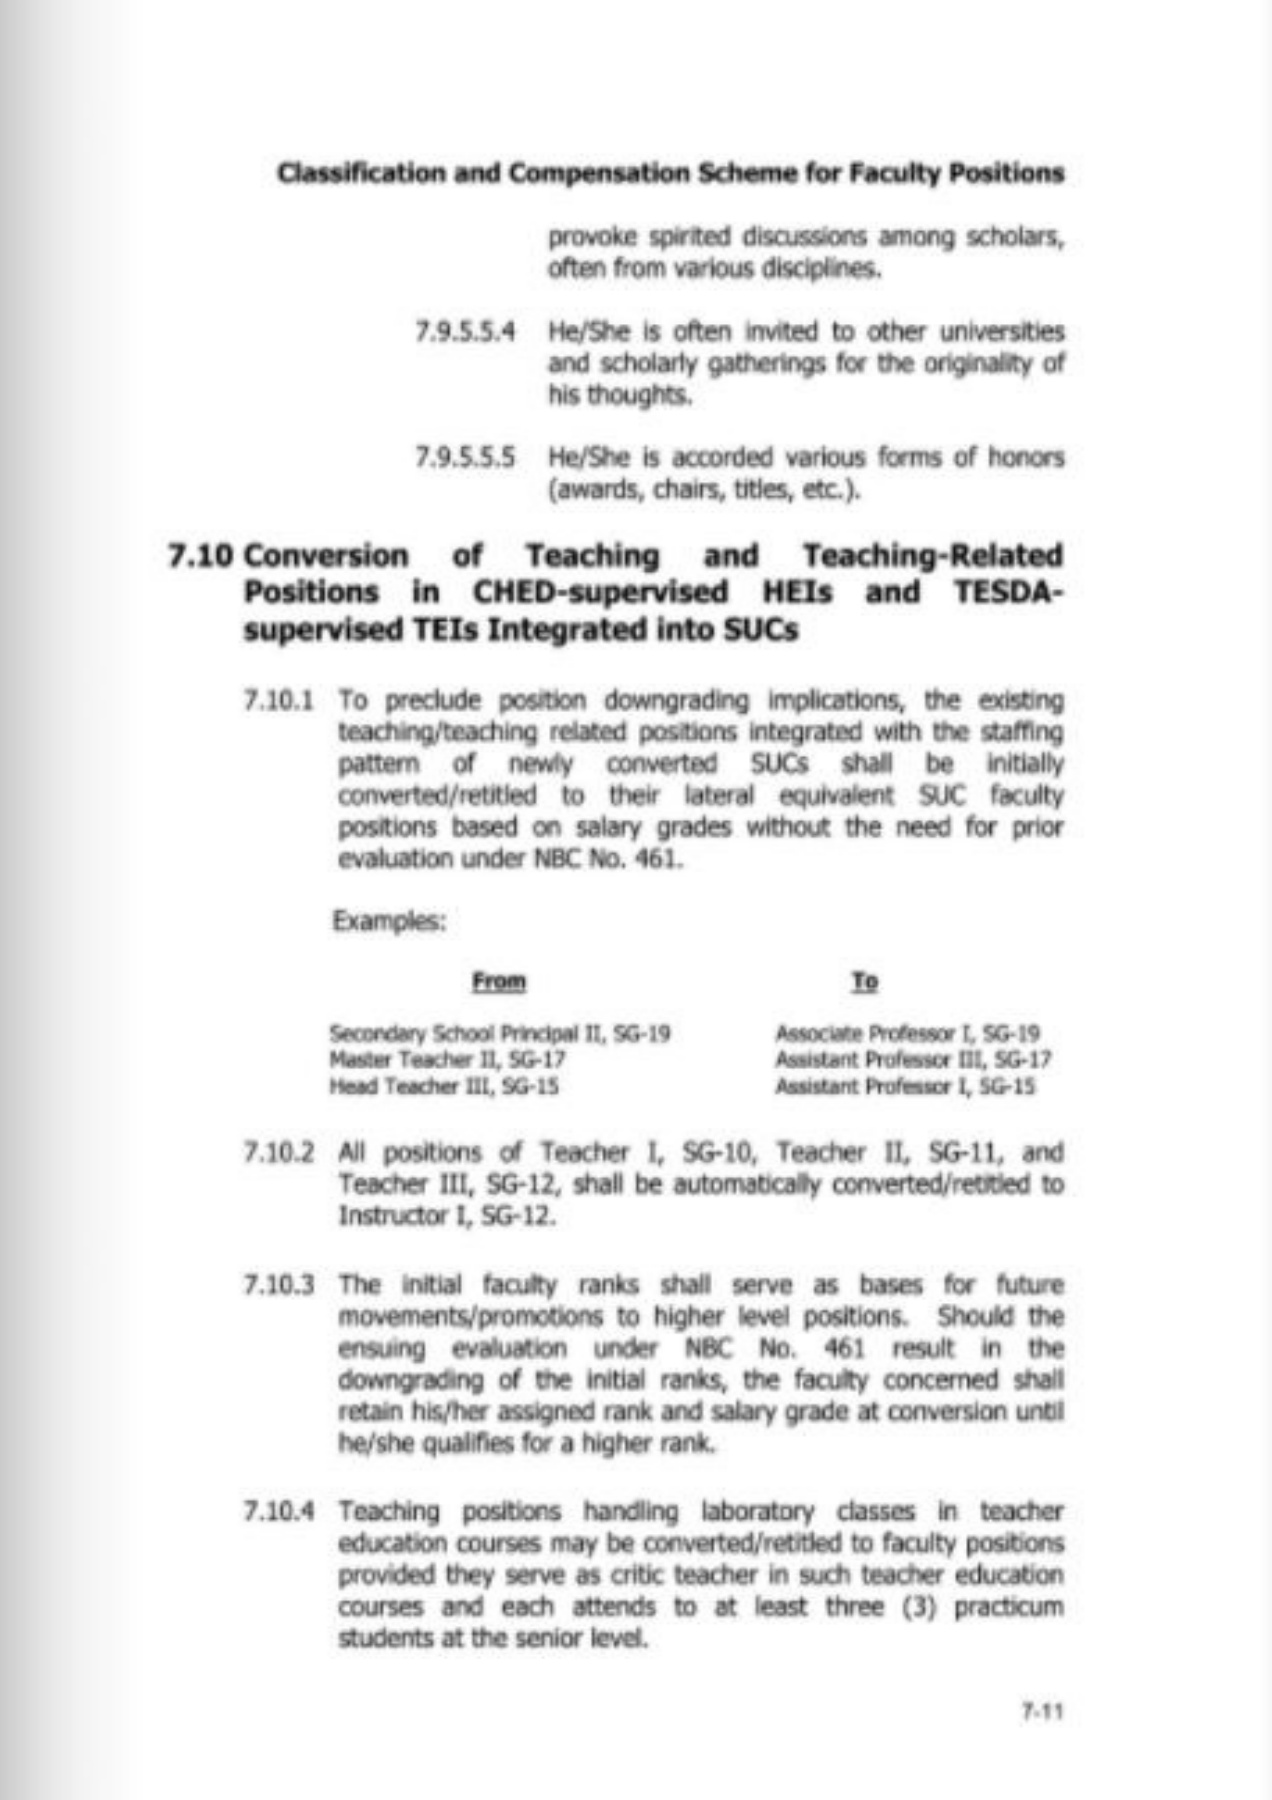 Classification and Compensation Scheme for Faculty Positions
provoke spirited discussions among scholars,
often from various disciplines.
7.9.5.5.4 He/She is often invited to other universities
and scholarly gatherings for the originality of
his thoughts.
7.9.5.5.5 He/She is accorded various forms of honors
(awards, chairs, titles, etc.).
7.10 Conversion of Teaching and Teaching-Related
Positions in CHED-supervised HEIs and TESDA-
supervised TEIs Integrated into SUCs
7.10.1 To preclude position downgrading implications, the existing
teaching/teaching related positions integrated with the staffing
pattern of newly converted SUCs shall be initially
converted/retitled to their lateral equivalent SUC faculty
positions based on salary grades without the need for prior
evaluation under NBC No. 461.
Examples:
From To
Secondary School Principal II, SG-19 Associate Professor I, SG-19
Master Teacher II, SG-17 Assistant Professor III, SG-17
Head Teacher III, SG-15 Assistant Professor I, SG-15
7.10.2 All positions of Teacher I, SG-10, Teacher II, SG-11, and
Teacher III, SG-12, shall be automatically converted/retitled to
Instructor I, SG-12.
7.10.3 The initial faculty ranks shall serve as bases for future
movements/promotions to higher level positions. Should the
ensuing evaluation under NBC No. 461 result in the
downgrading of the initial ranks, the faculty concerned shall
retain his/her assigned rank and salary grade at conversion until
he/she qualifies for a higher rank.
7.10.4 Teaching positions handling laboratory classes in teacher
education courses may be converted/retitled to faculty positions
provided they serve as critic teacher in such teacher education
courses and each attends to at least three (3) practicum
students at the senior level.
7-11